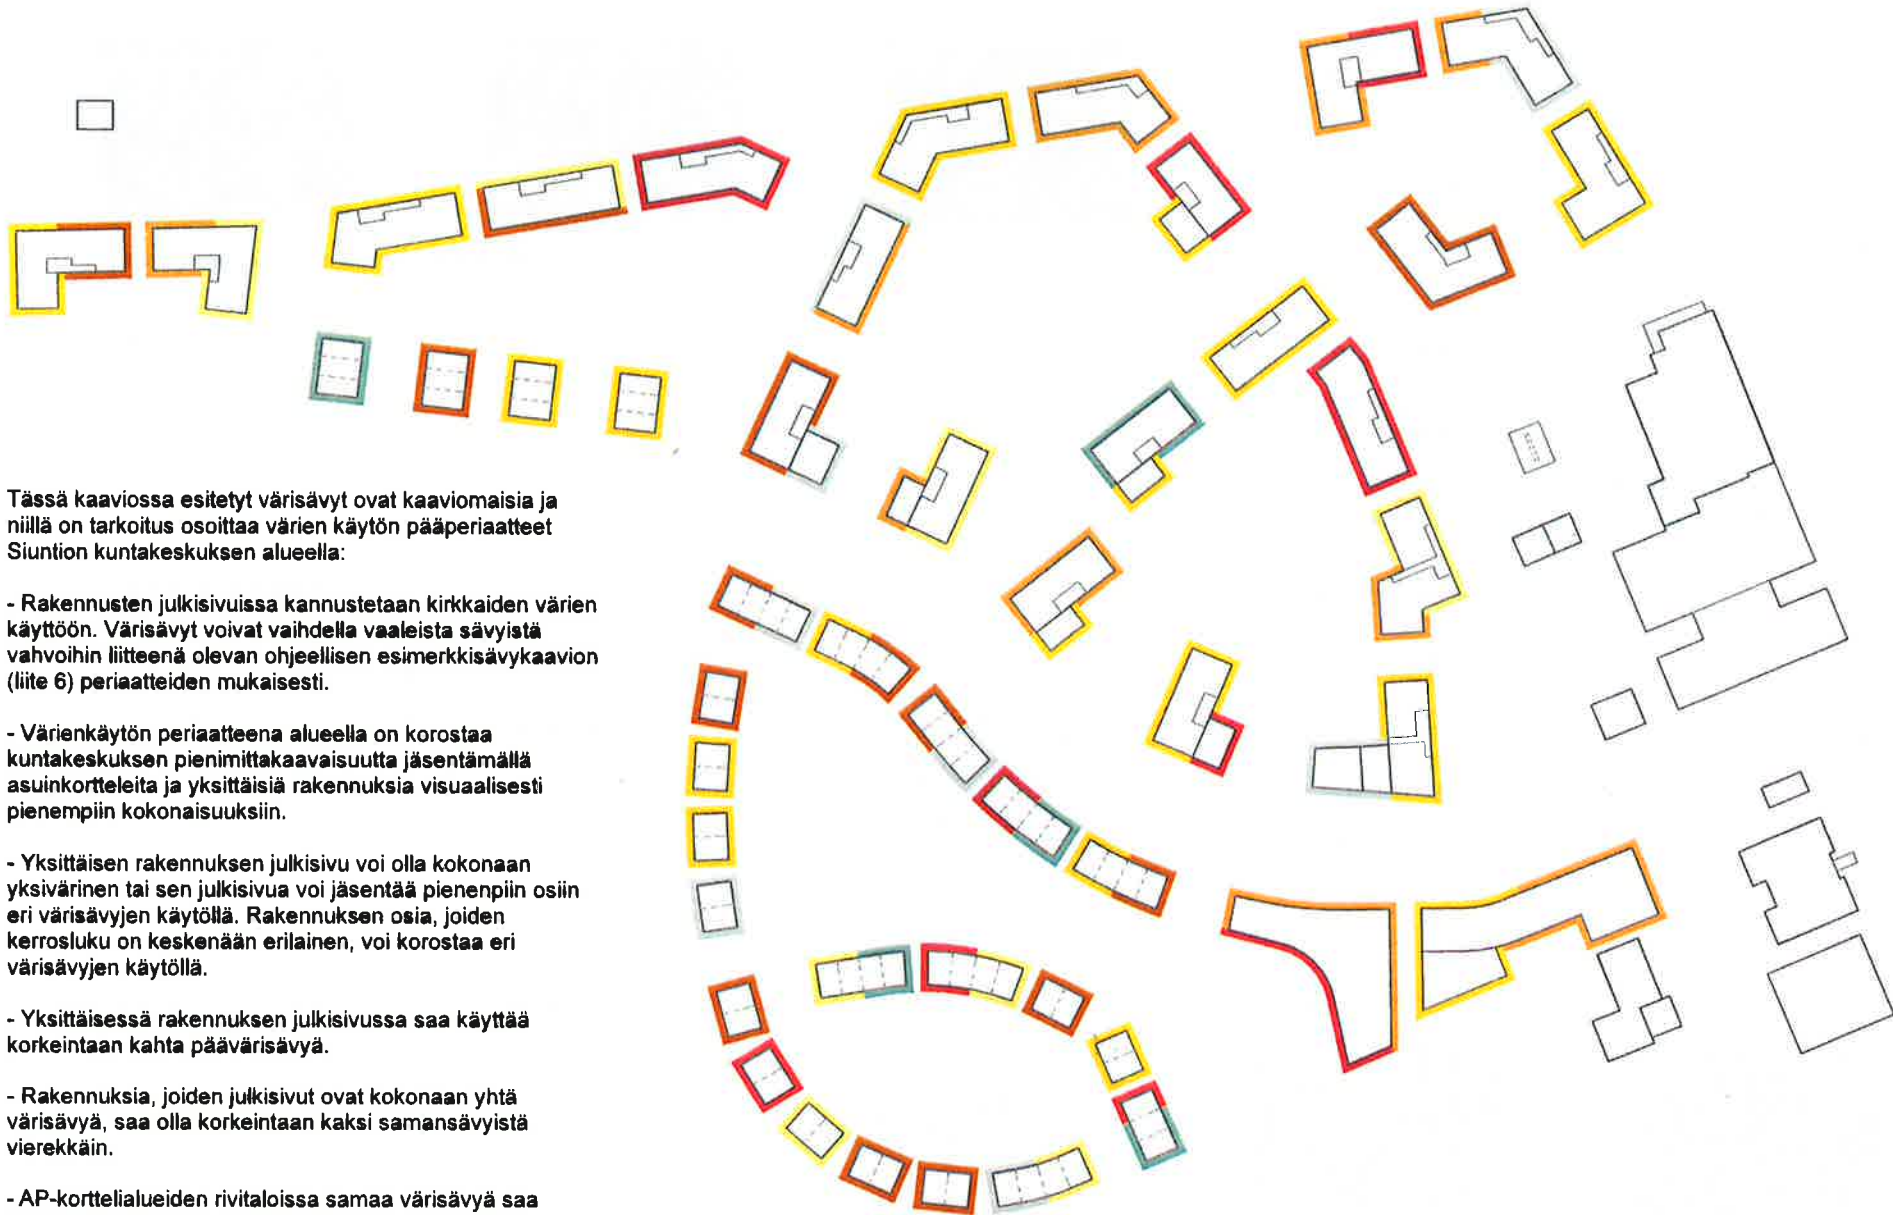 Tässä kaaviossa esitetyt värisävyt ovat kaaviomaisia ja
niillä on tarkoitus osoittaa värien käytön pääperiaatteet
Siuntion kuntakeskuksen alueella:
- Rakennusten julkisivuissa kannustetaan kirkkaiden värien
käyttöön. Värisävyt voivat vaihdella vaaleista sävyistä
vahvoihin liitteenä olevan ohjeellisen esimerkkisävykaavion
(liite 6) periaatteiden mukaisesti.
- Värienkäytön periaatteena alueella on korostaa
kuntakeskuksen pienimittakaavaisuutta jäsentämällä
asuinkortteleita ja yksittäisiä rakennuksia visuaalisesti
pienempiin kokonaisuuksiin.
- Yksittäisen rakennuksen julkisivu voi olla kokonaan
yksivärinen tai sen julkisivua voi jäsentää pienenpiin osiin
eri värisävyjen käytöllä. Rakennuksen osia, joiden
kerrosluku on keskenään erilainen, voi korostaa eri
värisävyjen käytöllä.
- Yksittäisessä rakennuksen julkisivussa saa käyttää
korkeintaan kahta päävärisävyä.
- Rakennuksia, joiden julkisivut ovat kokonaan yhtä
värisävyä, saa olla korkeintaan kaksi samansävyistä
vierekkäin.
- AP-korttelialueiden rivitaloissa samaa värisävyä saa